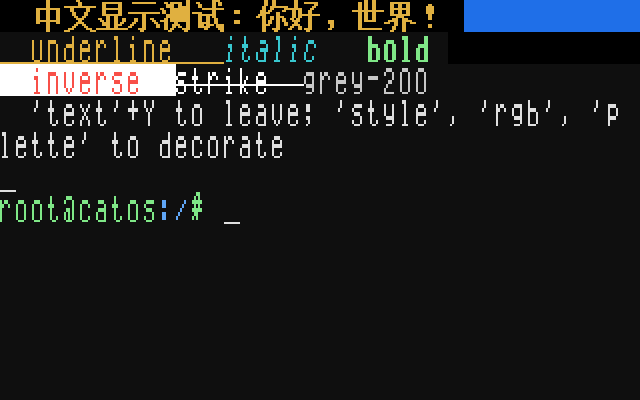 中文显示测试：你好，世界！
underline italic bold
inverse strike grey-200
'text'+Y to leave; 'style', 'rgb', 'p
lette' to decorate
_
root@catos:/# _